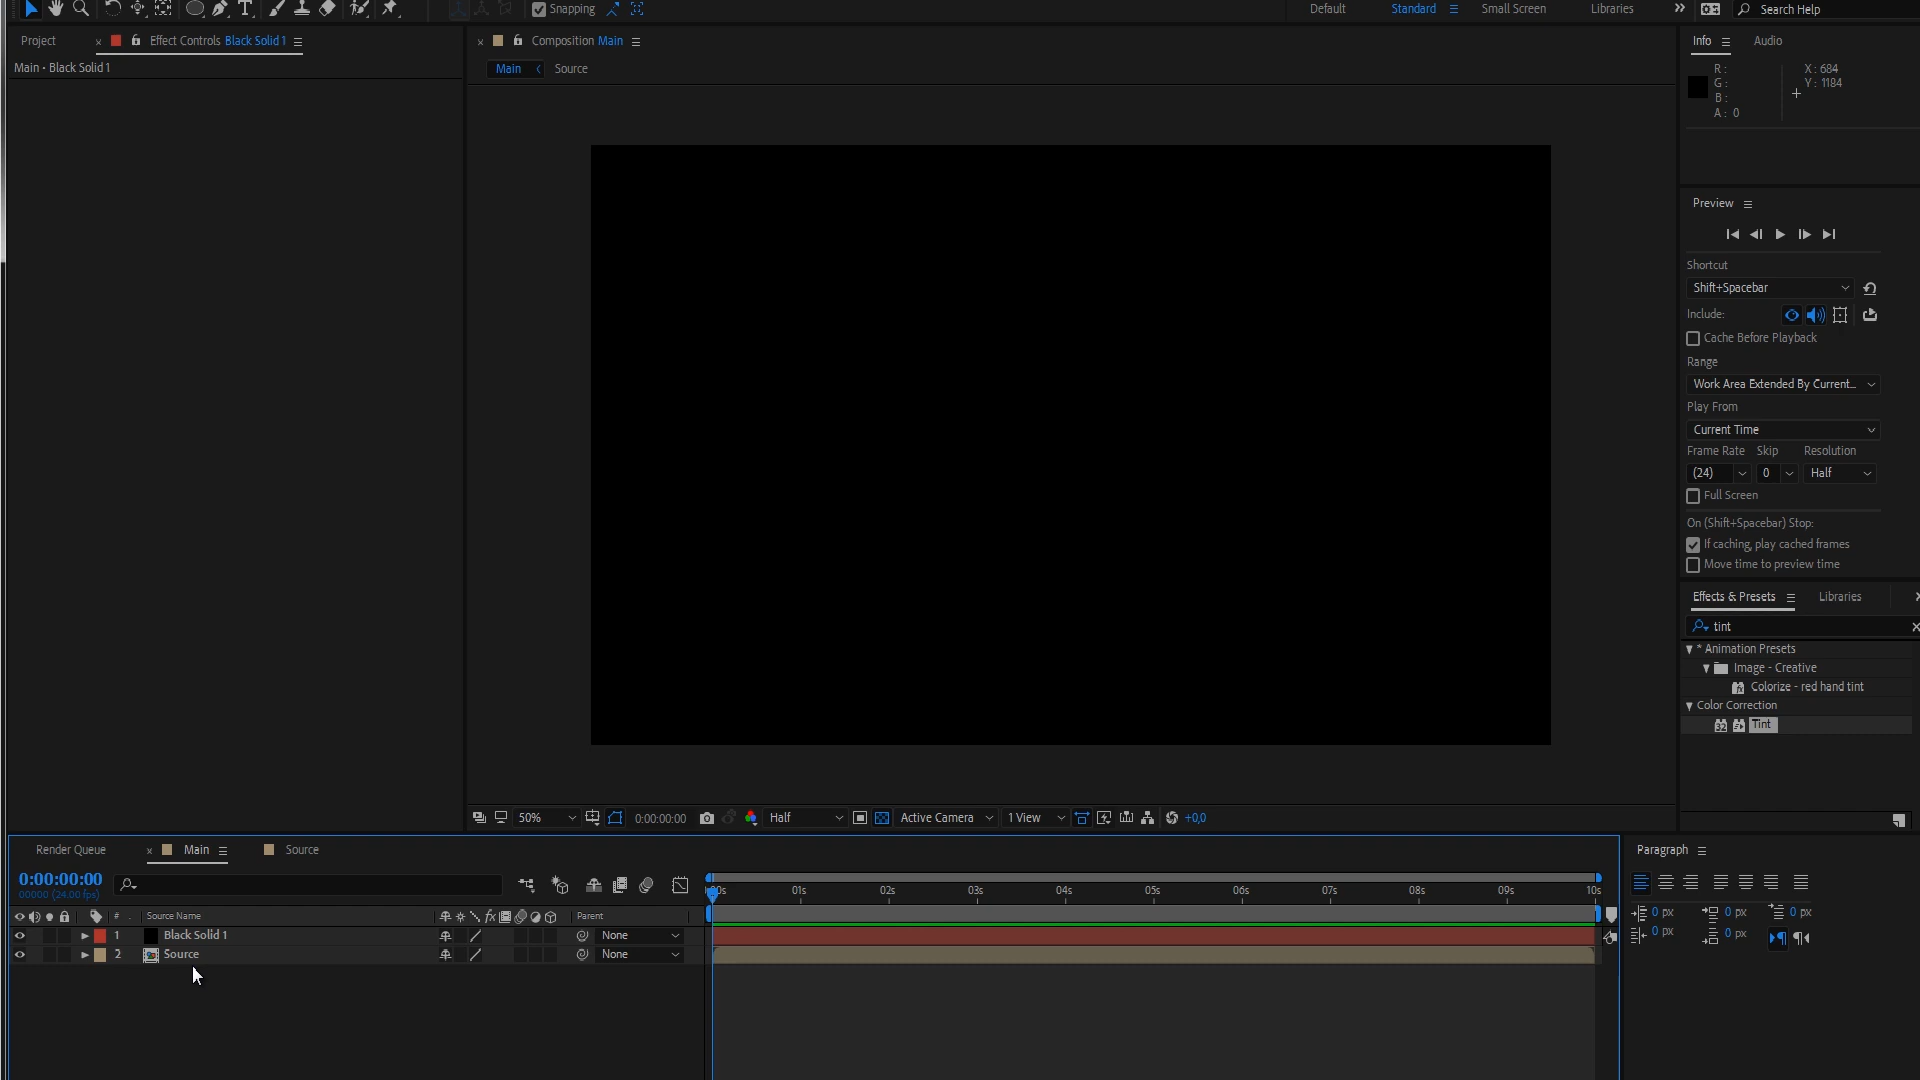 Snapping
Default
Standard
Small Screen
Libraries
Search Help
Project
Effect Controls Black Solid 1
Main • Black Solid 1
Composition Main
Main
Source
Info
Audio
R :
G :
B :
A : 0
X : 684
Y : 1184
Preview
Shortcut
Shift+Spacebar
Include:
Cache Before Playback
Range
Work Area Extended By Current...
Play From
Current Time
Frame Rate Skip Resolution
(24) 0 Half
Full Screen
On (Shift+Spacebar) Stop:
If caching, play cached frames
Move time to preview time
Effects & Presets
Libraries
tint
* Animation Presets
Image - Creative
Colorize - red hand tint
Color Correction
Tint
50%
0:00:00:00
Half
Active Camera
1 View
+0,0
Render Queue
Main
Source
0:00:00:00
00000 (24.00 fps)
# Source Name
Parent
1 Black Solid 1 None
2 Source None
01s 02s 03s 04s 05s 06s 07s 08s 09s 10s
Paragraph
0 px 0 px 0 px
0 px 0 px